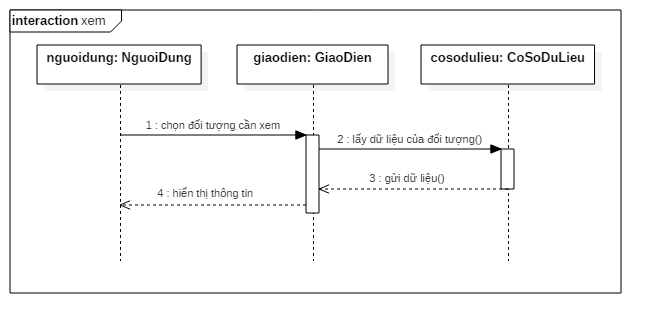 interaction xem
nguoidung: NguoiDung
giaodien: GiaoDien
cosodulieu: CoSoDuLieu
1 : chọn đối tượng cần xem
2 : lấy dữ liệu của đối tượng()
3 : gửi dữ liệu()
4 : hiển thị thông tin